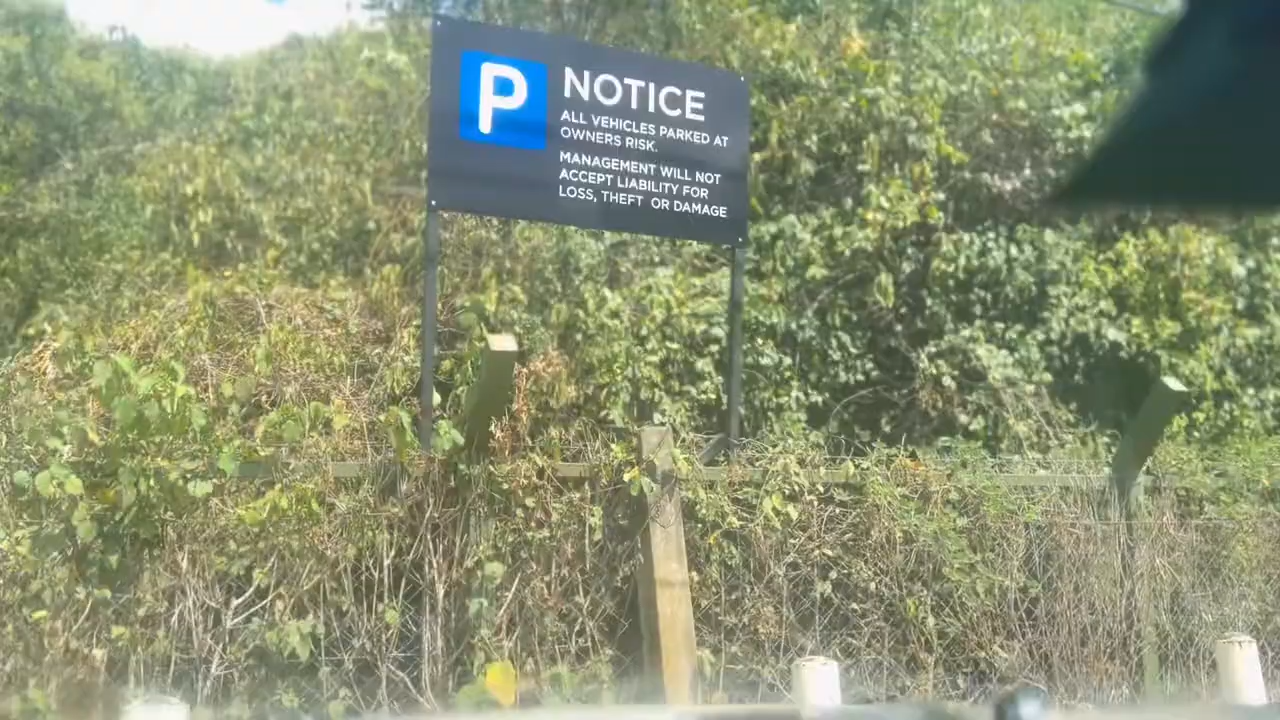 P
NOTICE
ALL VEHICLES PARKED AT
OWNERS RISK.
MANAGEMENT WILL NOT
ACCEPT LIABILITY FOR
LOSS, THEFT OR DAMAGE